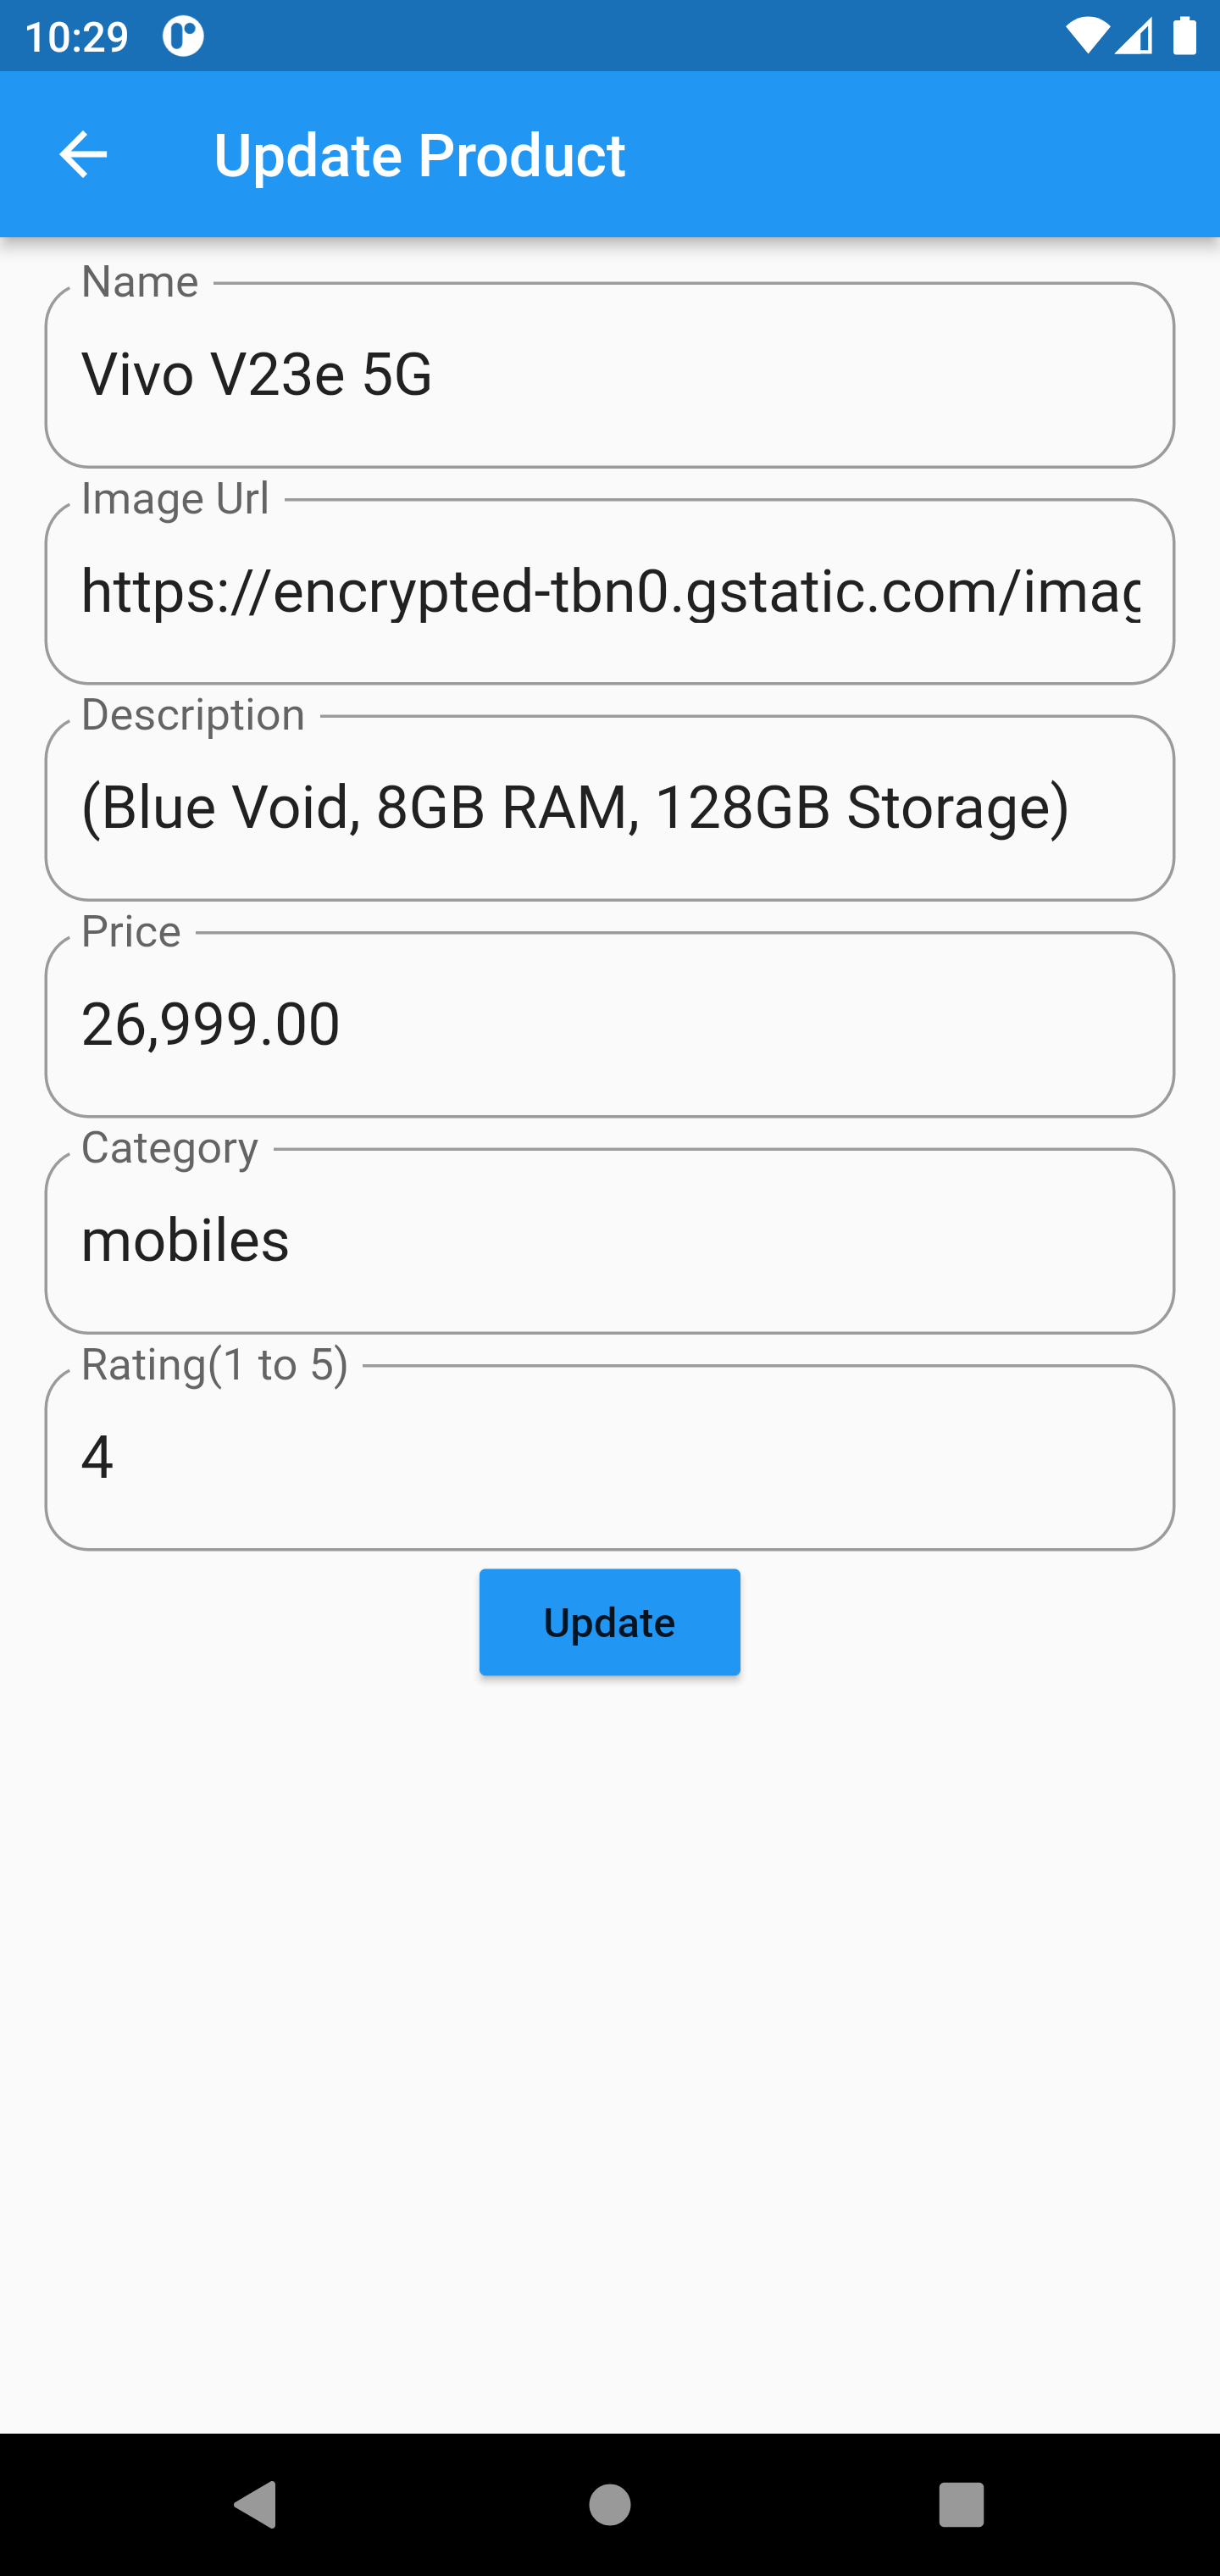 10:29
Update Product
Name
Vivo V23e 5G
Image Url
https://encrypted-tbn0.gstatic.com/imag
Description
(Blue Void, 8GB RAM, 128GB Storage)
Price
26,999.00
Category
mobiles
Rating(1 to 5)
4
Update